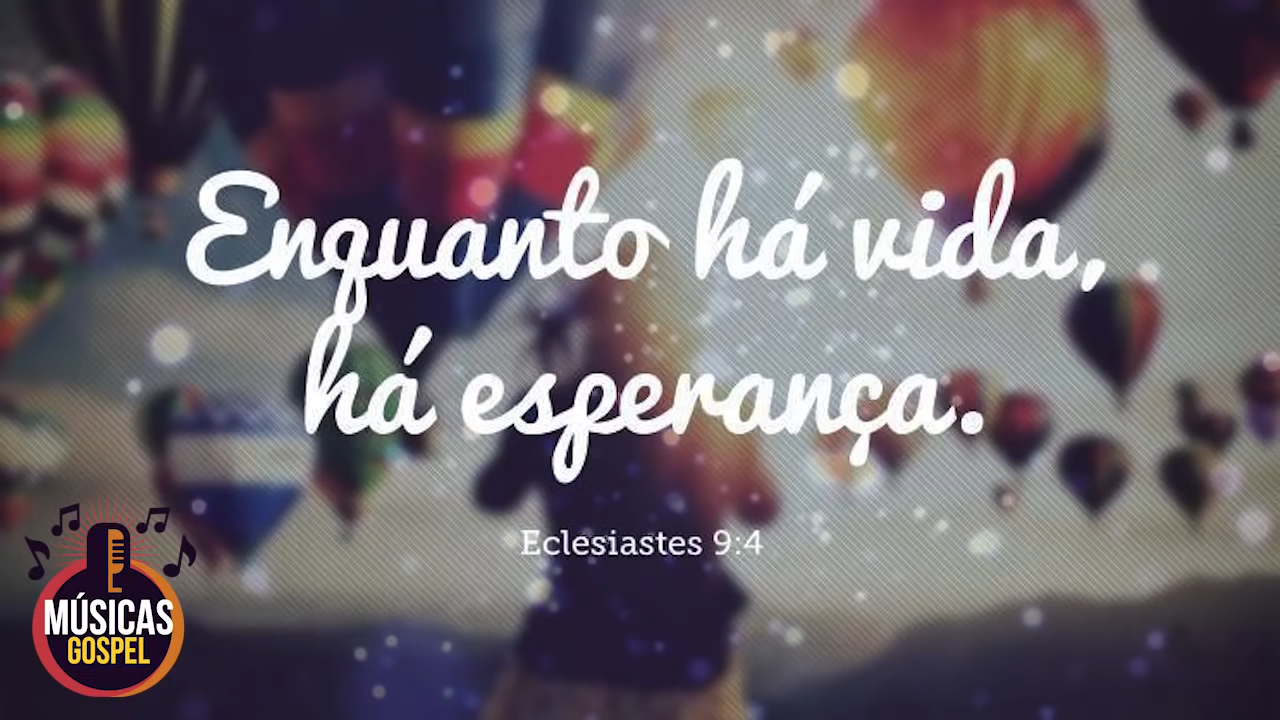 Enquanto há vida,
há esperança.
Eclesiastes 9:4
MÚSICAS
GOSPEL